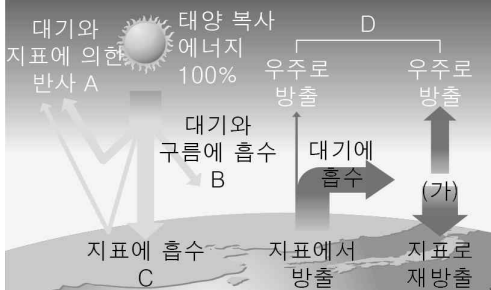 대기와
지표에 의한
반사 A
태양 복사
에너지
100%
대기와
구름에 흡수
B
지표에 흡수
C
D
우주로
방출
우주로
방출
대기에
흡수
(가)
지표에서
방출
지표로
재방출